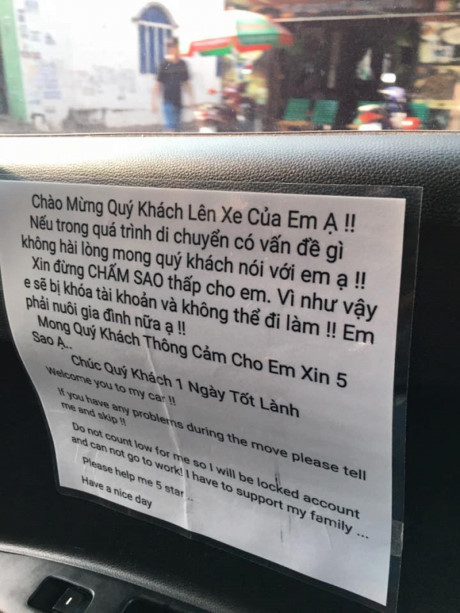 Chào Mừng Quý Khách Lên Xe Của Em Ạ !!
Nếu trong quá trình di chuyển có vấn đề gì
không hài lòng mong quý khách nói với em ạ !!
Xin đừng CHẤM SAO thấp cho em. Vì như vậy
e sẽ bị khóa tài khoản và không thể đi làm !! Em
phải nuôi gia đình nữa ạ !!
Mong Quý Khách Thông Cảm Cho Em Xin 5
Sao Ạ..
Chúc Quý Khách 1 Ngày Tốt Lành
Welcome you to my car !!
If you have any problems during the move please tell
me and skip !!
Do not count low for me so I will be locked account
and can not go to work! I have to support my family ...
Please help me 5 star...
Have a nice day